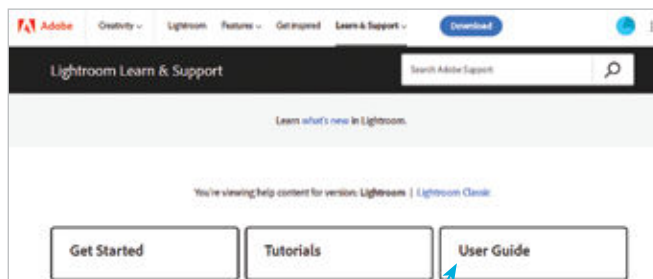 Adobe Creativity Lightroom Features Get inspired Learn & Support Download
Lightroom Learn & Support Search Adobe Support
Learn what's new in Lightroom.
You're viewing help content for version: Lightroom | Lightroom Classic
Get Started Tutorials User Guide